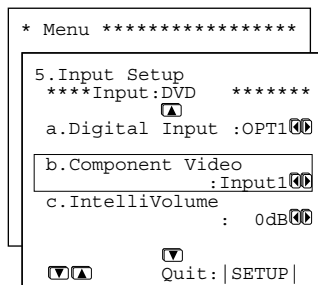 * Menu *****************
5.Input Setup
****Input:DVD *******
a.Digital Input :OPT1
b.Component Video
:Input1
c.IntelliVolume
: 0dB
Quit:|SETUP|